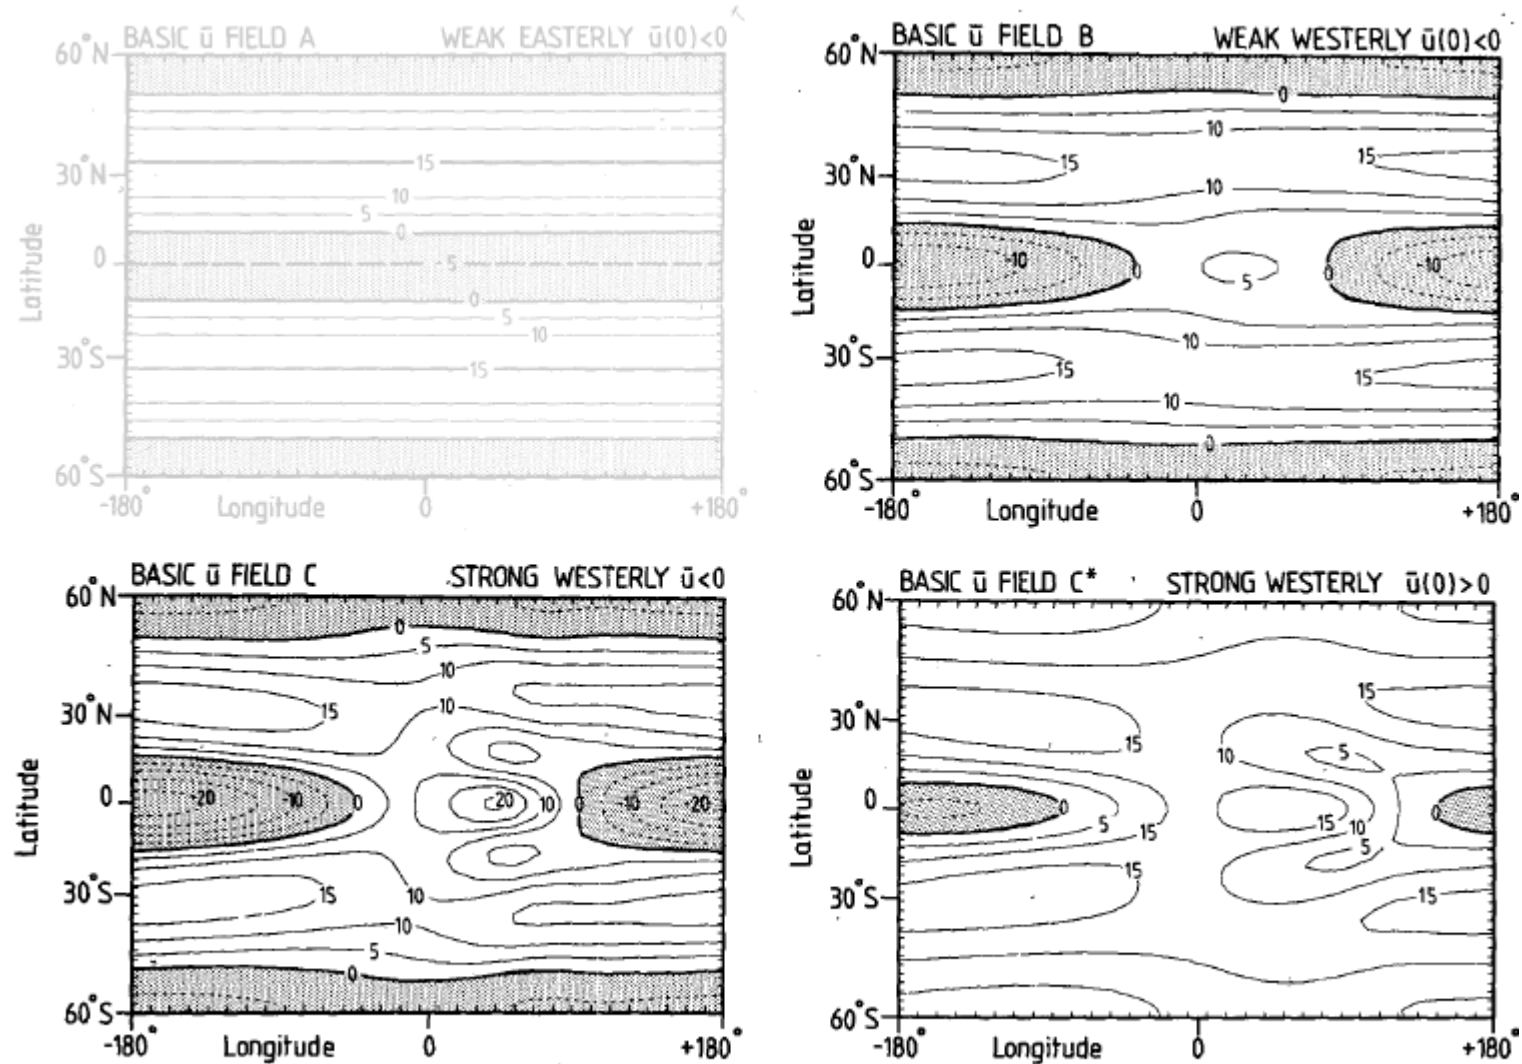 BASIC ū FIELD A WEAK EASTERLY ū(0)<0
60°N
15
30°N
10
5
0
0 -5
0
5
10
30°S
15
60°S
-180° Longitude 0 +180°
Latitude
BASIC ū FIELD B WEAK WESTERLY ū(0)<0
60°N
0
10
15 15
30°N
10
0 -10 0 5 0 -10
10
30°S
15 15
10
0
60°S
-180° Longitude 0 +180°
Latitude
BASIC ū FIELD C STRONG WESTERLY ū<0
60°N
0
5
10
30°N 15 10
0 -20 -10 0 20 10 0 -10 -20
30°S 15 10
10
5
0
60°S
-180° Longitude 0 +180°
Latitude
BASIC ū FIELD C* STRONG WESTERLY ū(0)>0
60°N
15
30°N
15 10 5
0 0 5 15 15 10 0
5
15
30°S 15
60°S
-180° Longitude 0 +180°
Latitude